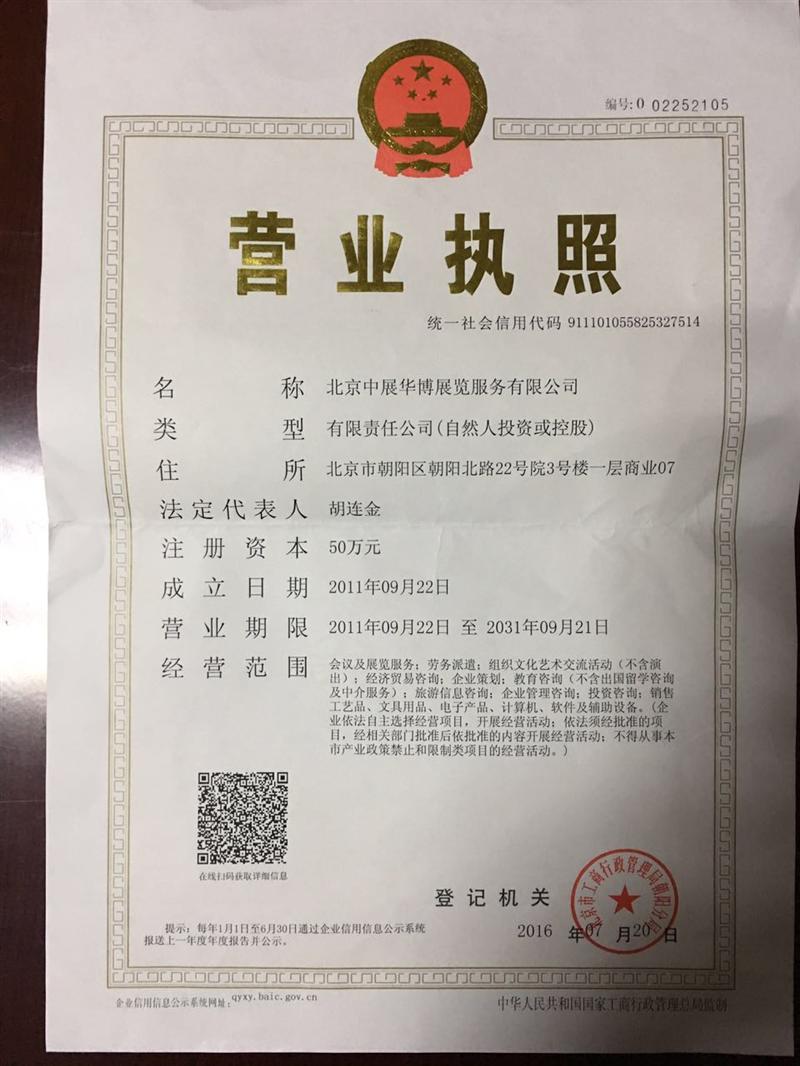 编号:0 02252105
营业执照
统一社会信用代码 911101055825327514
名称 北京中展华博展览服务有限公司
类型 有限责任公司(自然人投资或控股)
住所 北京市朝阳区朝阳北路22号院3号楼一层商业07
法定代表人 胡连金
注册资本 50万元
成立日期 2011年09月22日
营业期限 2011年09月22日 至 2031年09月21日
经营范围 会议及展览服务；劳务派遣；组织文化艺术交流活动（不含演
出）；经济贸易咨询；企业策划；教育咨询（不含出国留学咨询
及中介服务）；旅游信息咨询；企业管理咨询；投资咨询；销售
工艺品、文具用品、电子产品、计算机、软件及辅助设备。(企
业依法自主选择经营项目，开展经营活动；依法须经批准的项
目，经相关部门批准后依批准的内容开展经营活动；不得从事本
市产业政策禁止和限制类项目的经营活动。)
在线扫码获取详细信息
登记机关
北京市工商行政管理局朝阳分局
2016 年07 月20日
提示：每年1月1日至6月30日通过企业信用信息公示系统
报送上一年度年度报告并公示。
企业信用信息公示系统网址：qyxy.baic.gov.cn
中华人民共和国国家工商行政管理总局监制